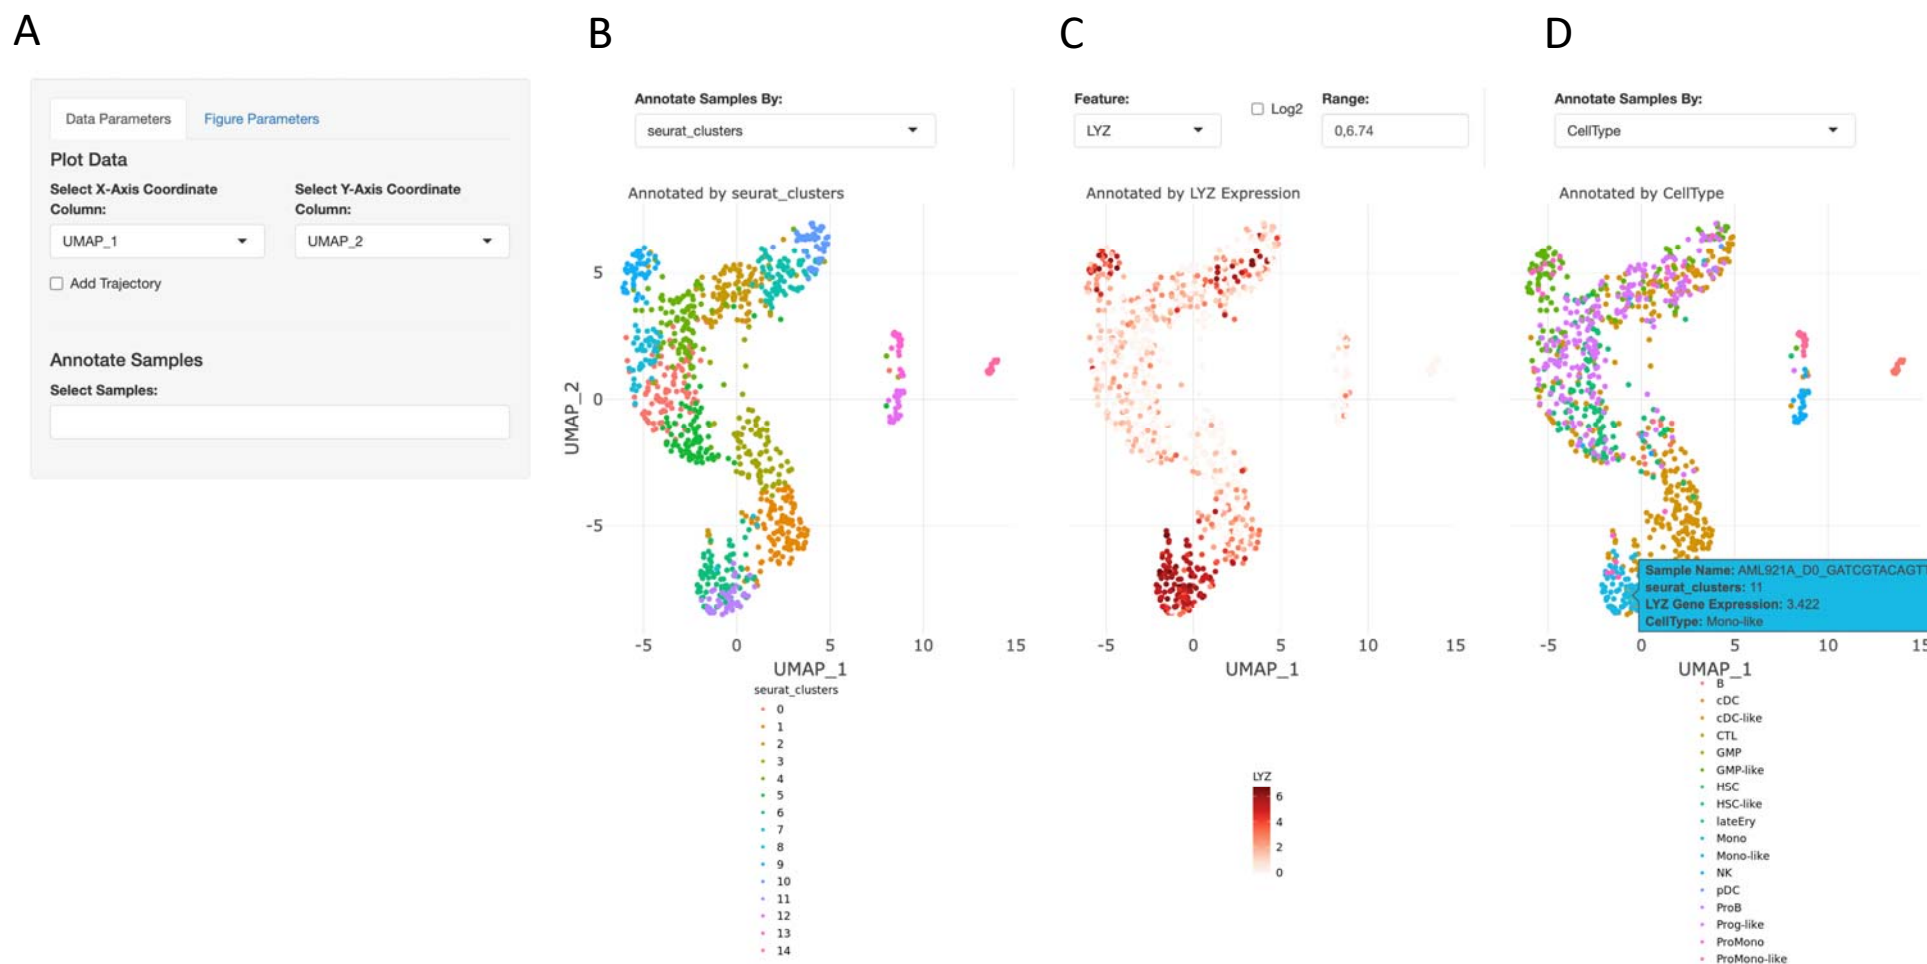 A
B
C
D
Data Parameters
Figure Parameters
Plot Data
Select X-Axis Coordinate
Column:
Select Y-Axis Coordinate
Column:
UMAP_1
UMAP_2
Add Trajectory
Annotate Samples
Select Samples:
Annotate Samples By:
seurat_clusters
Annotated by seurat_clusters
5
0
-5
UMAP_2
-5
0
5
10
15
UMAP_1
seurat_clusters
0
1
2
3
4
5
6
7
8
9
10
11
12
13
14
Feature:
LYZ
Log2
Range:
0,6.74
Annotated by LYZ Expression
-5
0
5
10
15
UMAP_1
LYZ
6
4
2
0
Annotate Samples By:
CellType
Annotated by CellType
Sample Name: AML921A_D0_GATCGTACAGT
seurat_clusters: 11
LYZ Gene Expression: 3.422
CellType: Mono-like
-5
0
5
10
15
UMAP_1
B
cDC
cDC-like
CTL
GMP
GMP-like
HSC
HSC-like
lateEry
Mono
Mono-like
NK
pDC
ProB
Prog-like
ProMono
ProMono-like